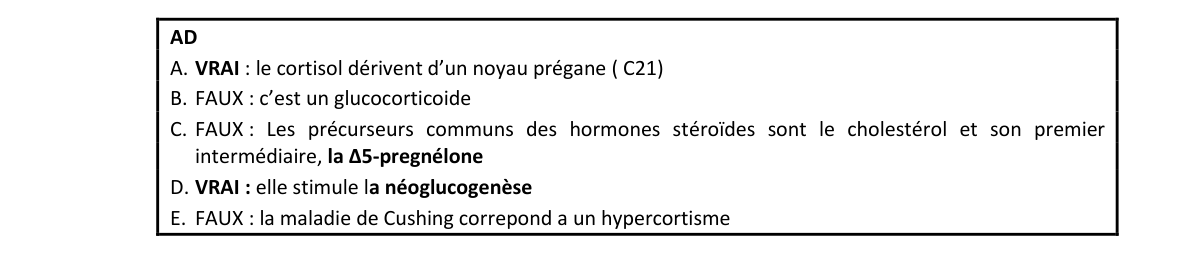 AD
A. VRAI : le cortisol dérivent d’un noyau prégane ( C21)
B. FAUX : c’est un glucocorticoide
C. FAUX : Les précurseurs communs des hormones stéroïdes sont le cholestérol et son premier
intermédiaire, la Δ5-pregnélone
D. VRAI : elle stimule la néoglucogenèse
E. FAUX : la maladie de Cushing correpond a un hypercortisme